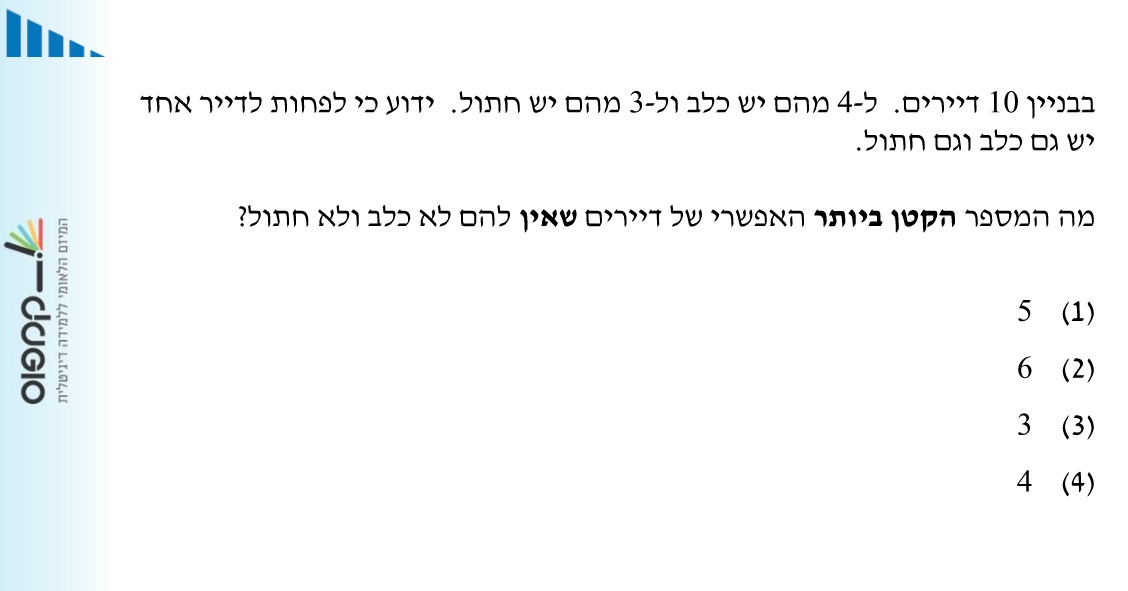 בבניין 10 דיירים. ל-4 מהם יש כלב ול-3 מהם יש חתול. ידוע כי לפחות לדייר אחד
יש גם כלב וגם חתול.
מה המספר הקטן ביותר האפשרי של דיירים שאין להם לא כלב ולא חתול?
(1) 5
(2) 6
(3) 3
(4) 4
קמפוס
המיזם הלאומי ללמידה דיגיטלית